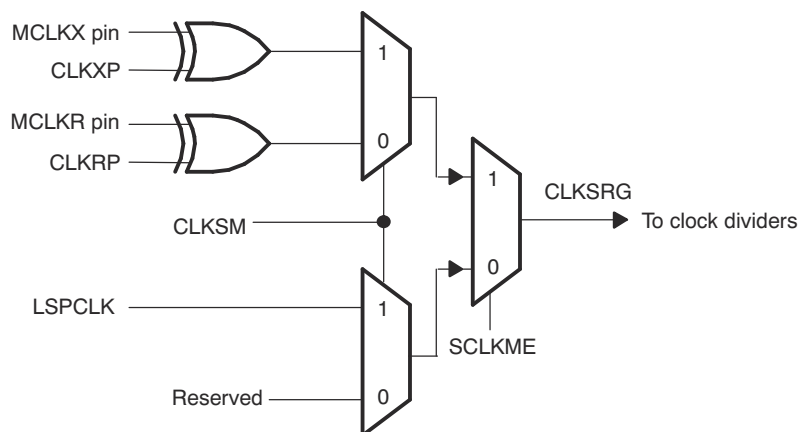 MCLKX pin
CLKXP
1
MCLKR pin
CLKRP
0
CLKSM
1
CLKSRG
To clock dividers
0
LSPCLK
1
SCLKME
Reserved
0